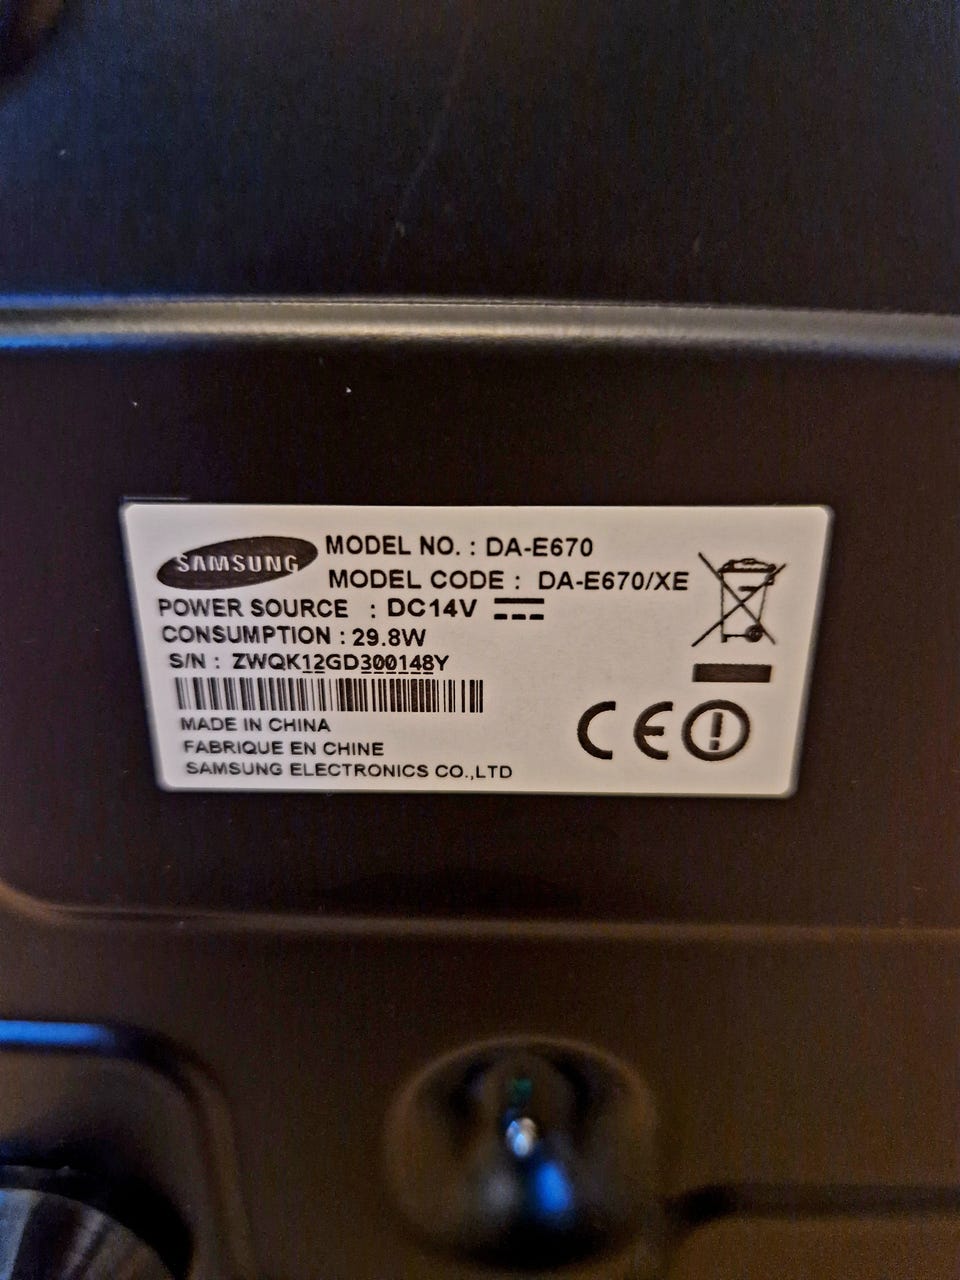 SAMSUNG
MODEL NO. : DA-E670
MODEL CODE : DA-E670/XE
POWER SOURCE : DC14V
CONSUMPTION : 29.8W
S/N : ZWQK12GD300148Y
MADE IN CHINA
FABRIQUE EN CHINE
SAMSUNG ELECTRONICS CO.,LTD
CE